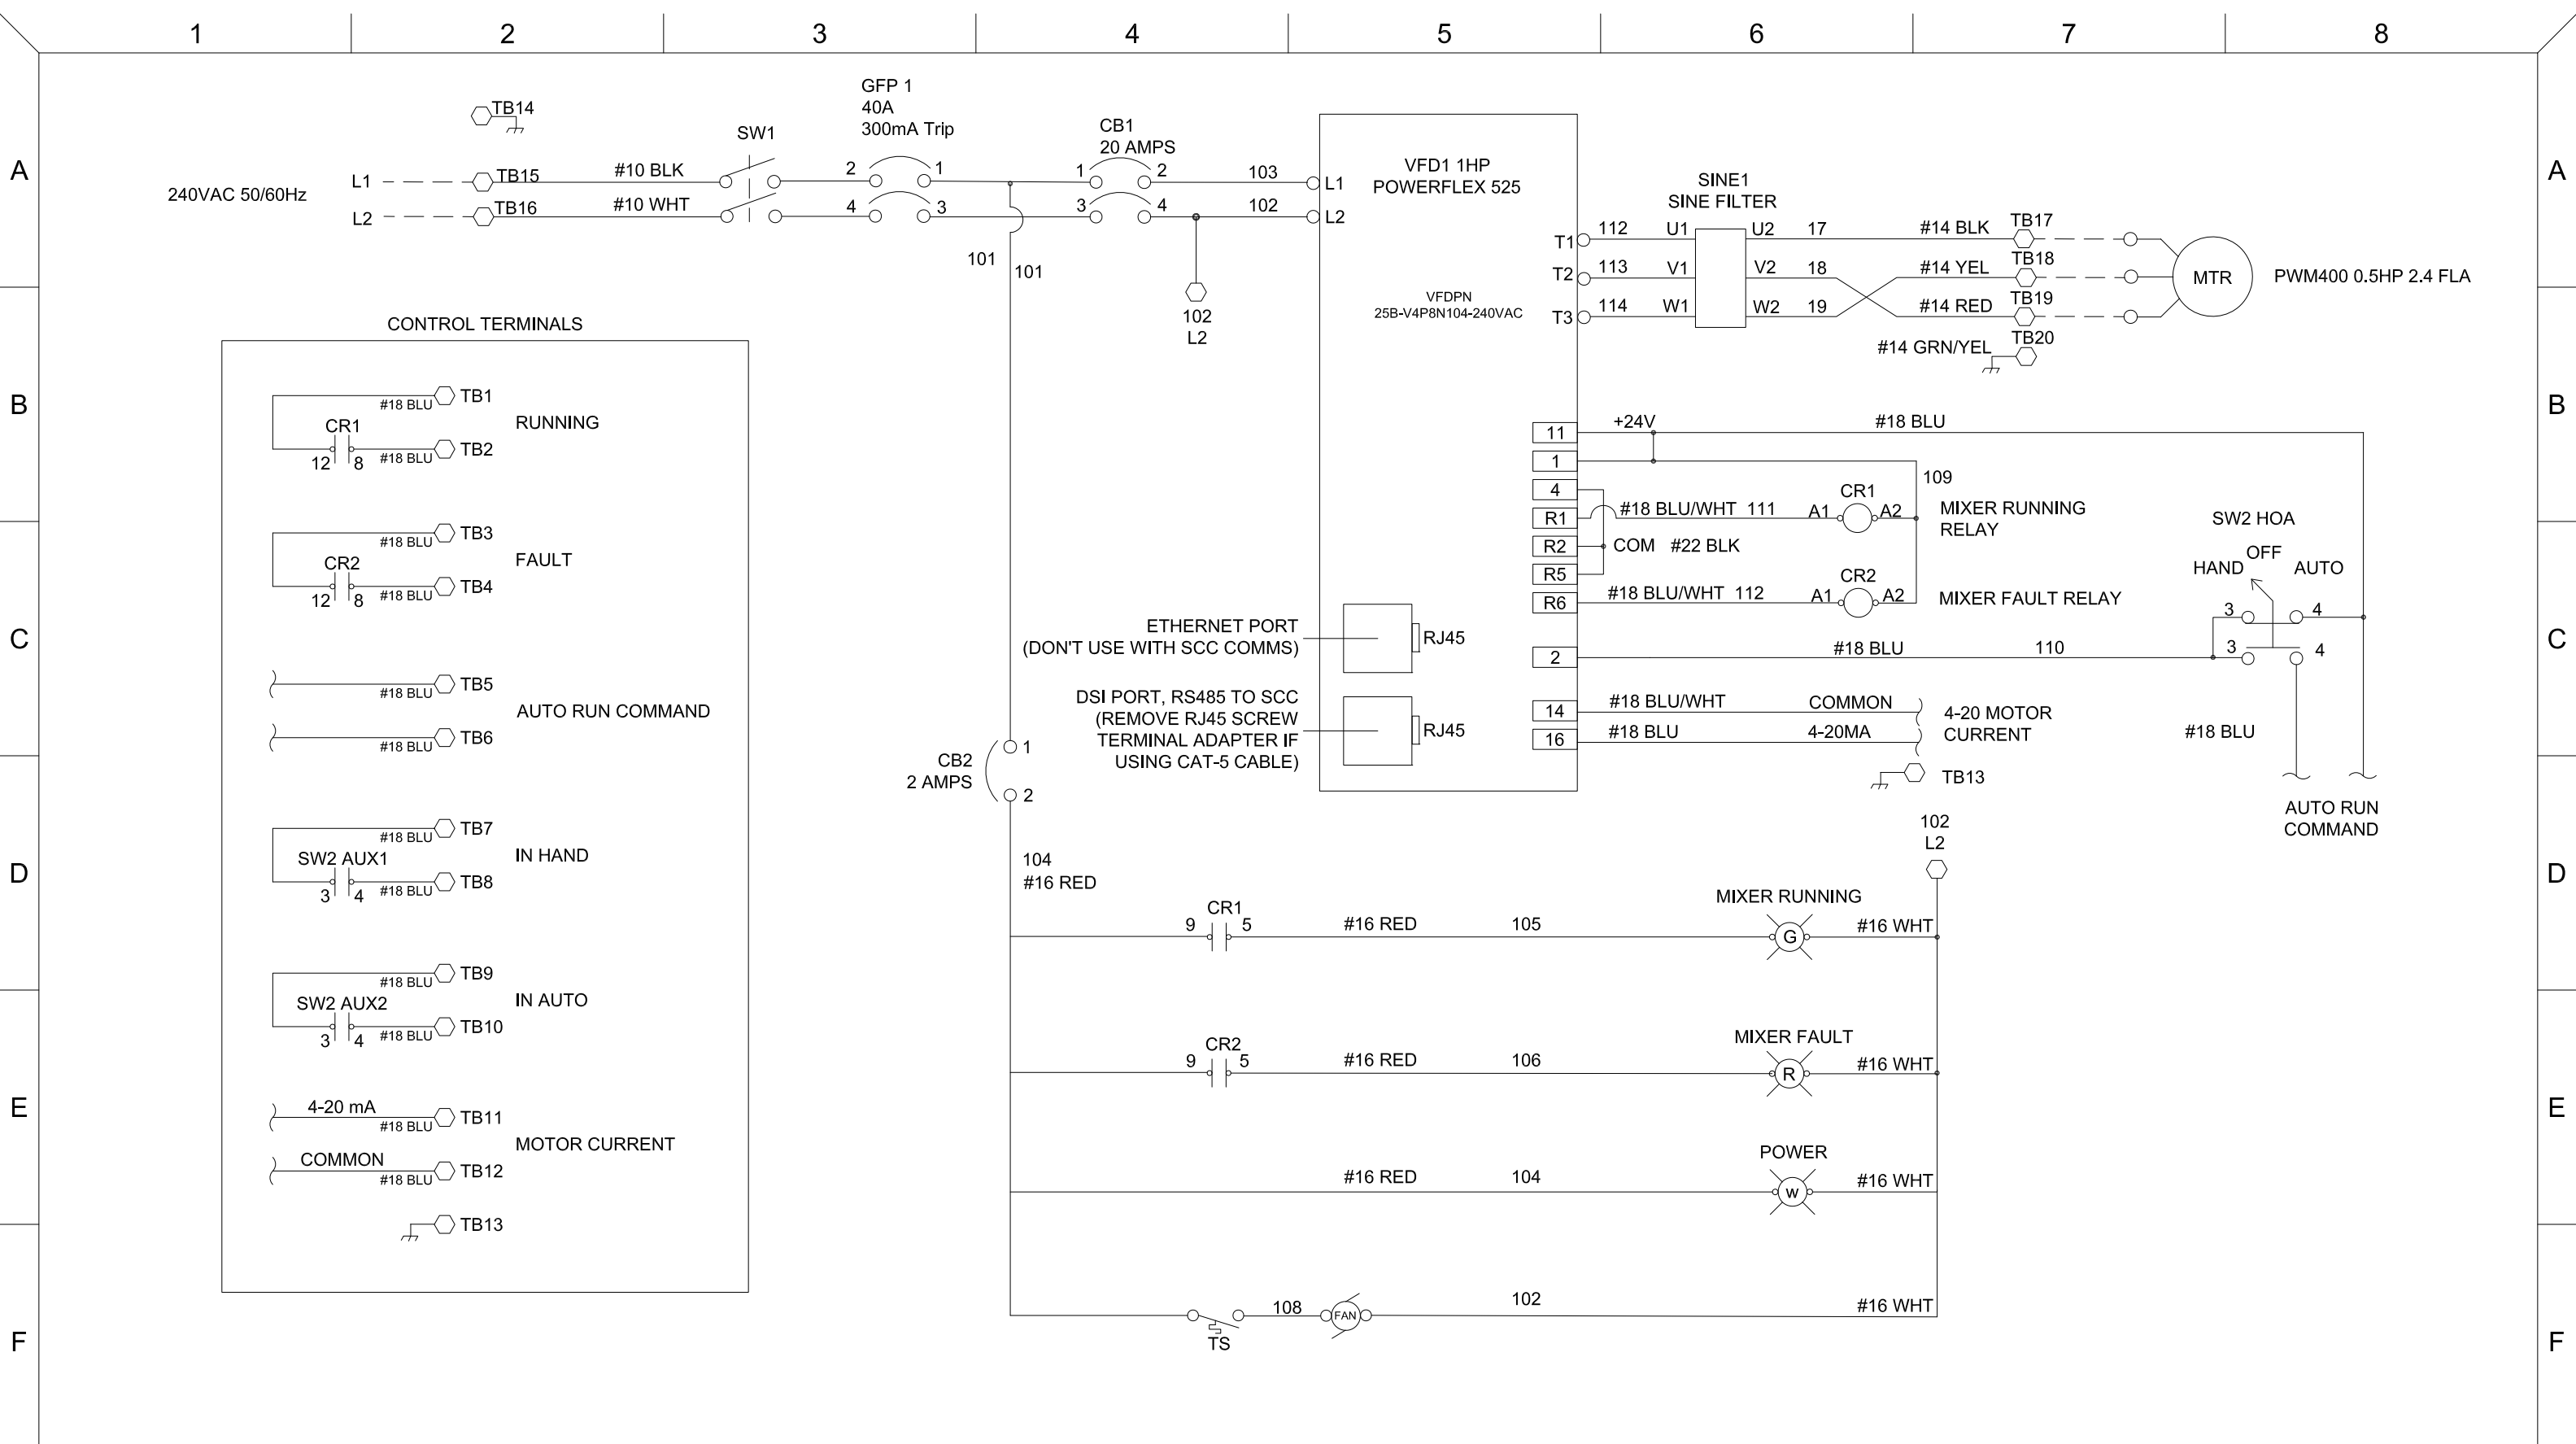 1 2 3 4 5 6 7 8
A
B
C
D
E
F
A
B
C
D
E
F
240VAC 50/60Hz
L1
L2
TB14
TB15
TB16
#10 BLK
#10 WHT
SW1
GFP 1
40A
300mA Trip
2 1
4 3
CB1
20 AMPS
1 2
3 4
103
102
L1
L2
101
101
102
L2
VFD1 1HP
POWERFLEX 525
VFDPN
25B-V4P8N104-240VAC
T1
T2
T3
112
113
114
SINE1
SINE FILTER
U1 U2
V1 V2
W1 W2
17
18
19
#14 BLK
#14 YEL
#14 RED
#14 GRN/YEL
TB17
TB18
TB19
TB20
MTR
PWM400 0.5HP 2.4 FLA
CONTROL TERMINALS
TB1
#18 BLU
RUNNING
CR1
12 8
#18 BLU
TB2
TB3
#18 BLU
FAULT
CR2
12 8
#18 BLU
TB4
TB5
#18 BLU
AUTO RUN COMMAND
TB6
#18 BLU
TB7
#18 BLU
IN HAND
SW2 AUX1
3 4
#18 BLU
TB8
TB9
#18 BLU
IN AUTO
SW2 AUX2
3 4
#18 BLU
TB10
4-20 mA
#18 BLU
TB11
MOTOR CURRENT
COMMON
#18 BLU
TB12
TB13
11
1
4
R1
R2
R5
R6
2
14
16
+24V
#18 BLU
109
#18 BLU/WHT 111
A1 CR1 A2
MIXER RUNNING
RELAY
COM #22 BLK
#18 BLU/WHT 112
A1 CR2 A2
MIXER FAULT RELAY
#18 BLU
110
SW2 HOA
OFF
HAND AUTO
3 4
3 4
#18 BLU
AUTO RUN
COMMAND
#18 BLU/WHT
COMMON
#18 BLU
4-20MA
4-20 MOTOR
CURRENT
TB13
ETHERNET PORT
(DON'T USE WITH SCC COMMS)
RJ45
DSI PORT, RS485 TO SCC
(REMOVE RJ45 SCREW
TERMINAL ADAPTER IF
USING CAT-5 CABLE)
RJ45
CB2
2 AMPS
1
2
104
#16 RED
102
L2
9 CR1 5
#16 RED
105
MIXER RUNNING
G
#16 WHT
9 CR2 5
#16 RED
106
MIXER FAULT
R
#16 WHT
#16 RED
104
POWER
W
#16 WHT
TS
108
FAN
102
#16 WHT